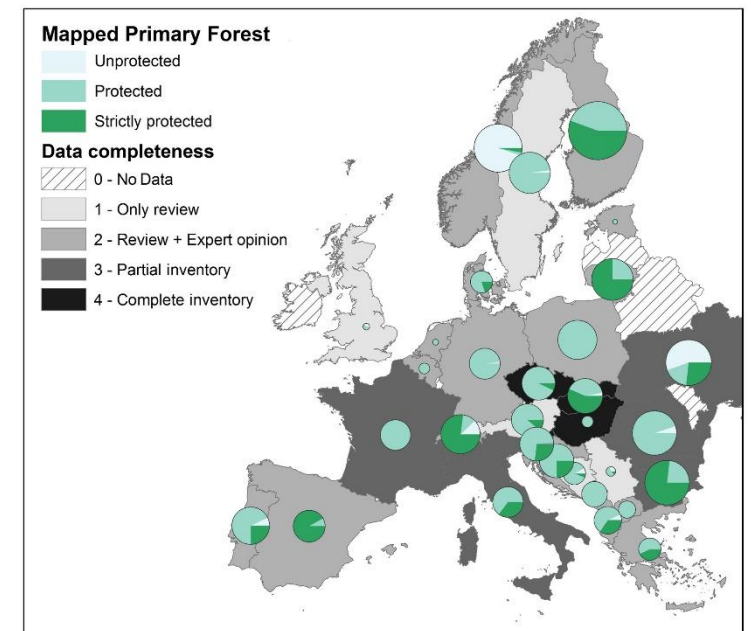 Mapped Primary Forest
Unprotected
Protected
Strictly protected
Data completeness
0 - No Data
1 - Only review
2 - Review + Expert opinion
3 - Partial inventory
4 - Complete inventory